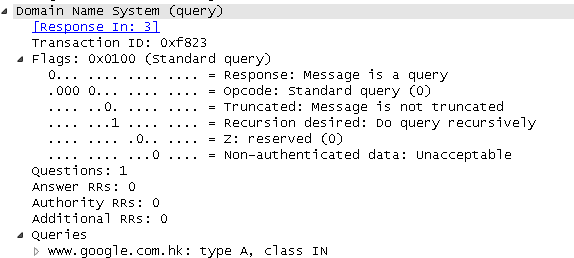 Domain Name System (query)
[Response In: 3]
Transaction ID: 0xf823
Flags: 0x0100 (Standard query)
0... .... .... .... = Response: Message is a query
.000 0... .... .... = Opcode: Standard query (0)
.... ..0. .... .... = Truncated: Message is not truncated
.... ...1 .... .... = Recursion desired: Do query recursively
.... .... .0.. .... = Z: reserved (0)
.... .... ...0 .... = Non-authenticated data: Unacceptable
Questions: 1
Answer RRs: 0
Authority RRs: 0
Additional RRs: 0
Queries
www.google.com.hk: type A, class IN